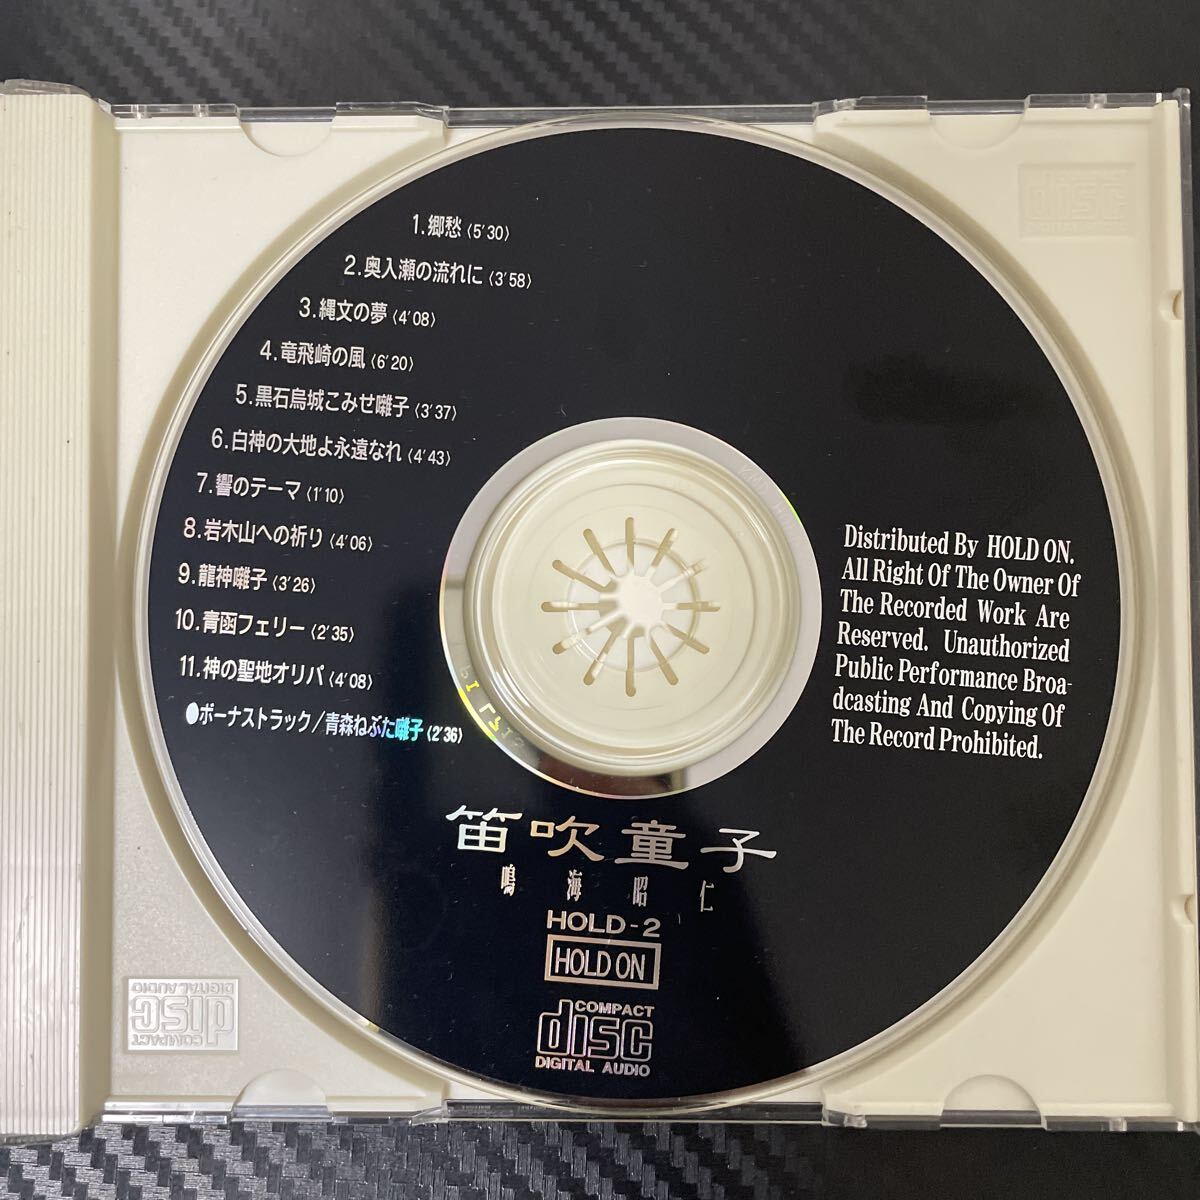 1.郷愁〈5'30〉
2.奥入瀬の流れに〈3'58〉
3.縄文の夢〈4'08〉
4.竜飛崎の風〈6'20〉
5.黒石烏城こみせ囃子〈3'37〉
6.白神の大地よ永遠なれ〈4'43〉
7.響のテーマ〈1'10〉
8.岩木山への祈り〈4'06〉
9.龍神囃子〈3'26〉
10.青函フェリー〈2'35〉
11.神の聖地オリパ〈4'08〉
●ボーナストラック/青森ねぶた囃子〈2'36〉
Distributed By HOLD ON.
All Right Of The Owner Of
The Recorded Work Are
Reserved. Unauthorized
Public Performance Broa-
dcasting And Copying Of
The Record Prohibited.
笛吹童子
鳴海昭仁
HOLD-2
HOLD ON
COMPACT
disc
DIGITAL AUDIO
COMPACT
disc
DIGITAL AUDIO